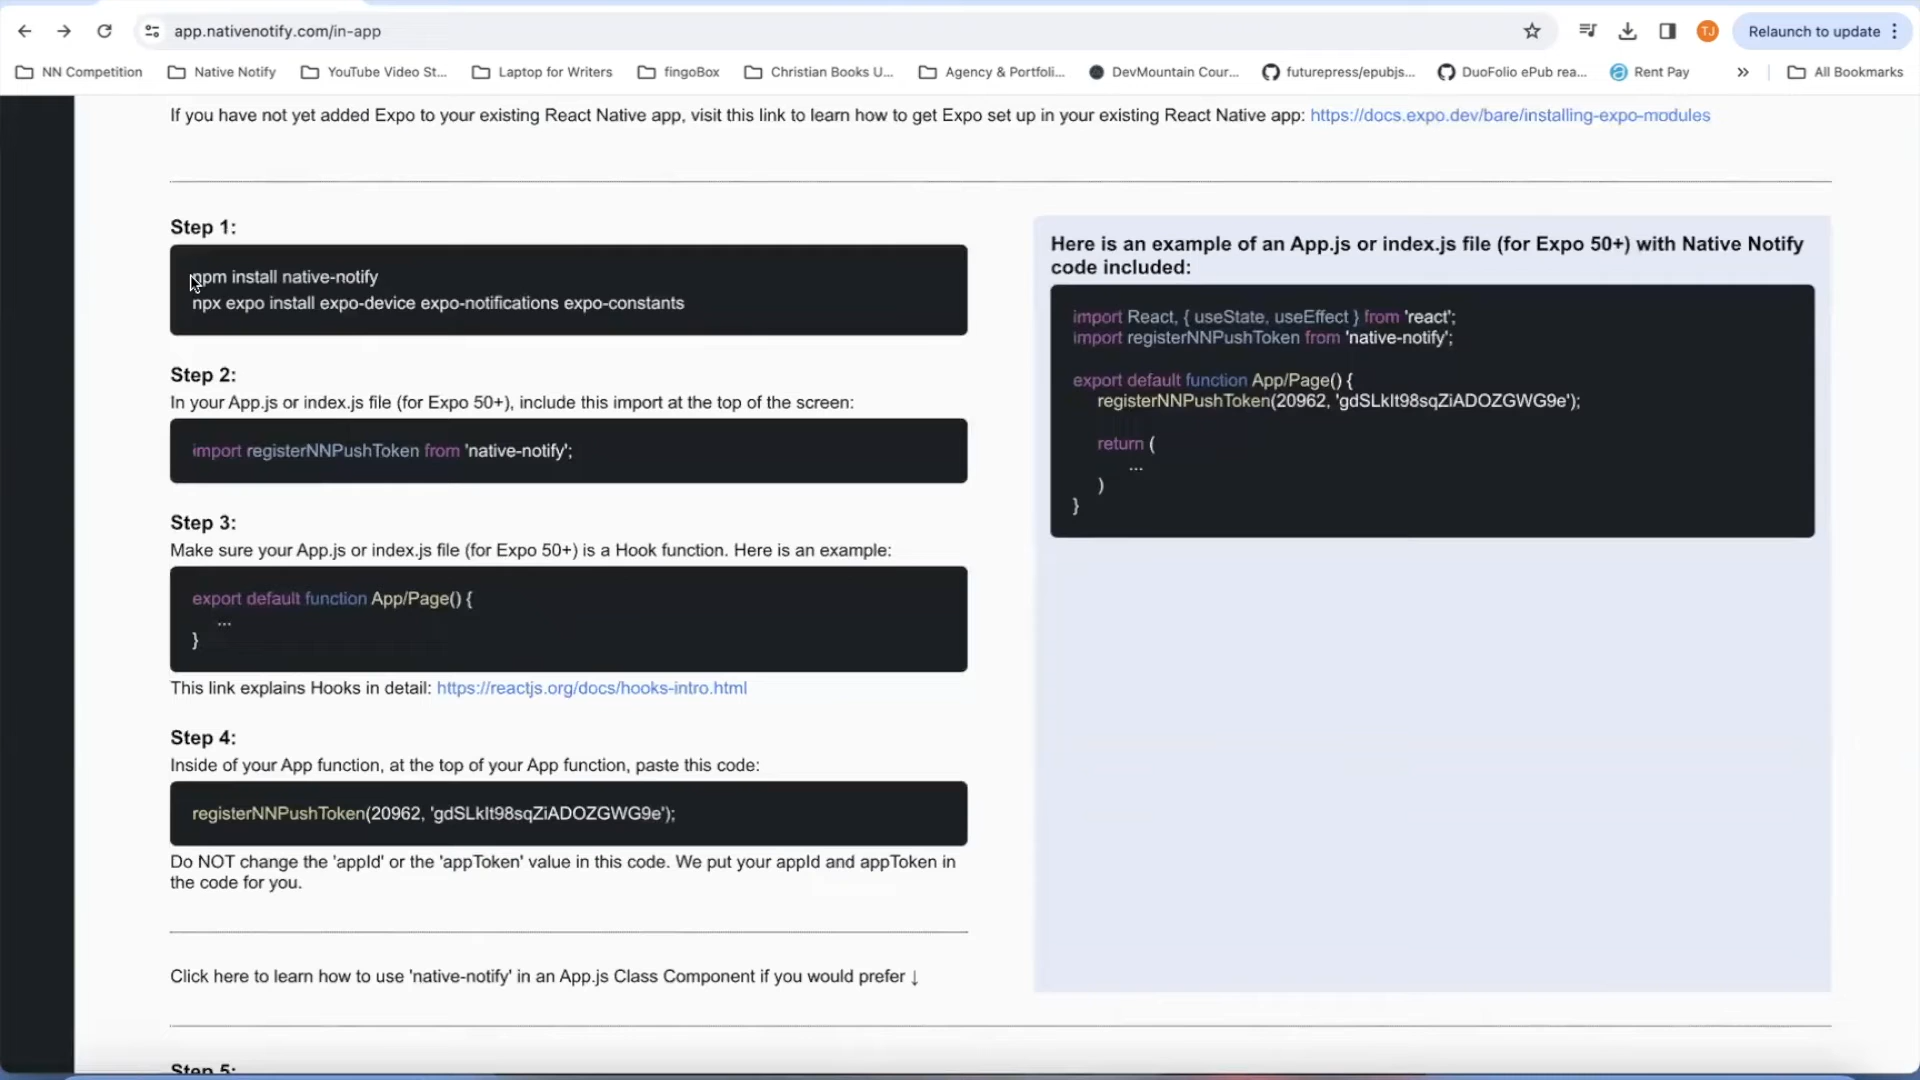 app.nativenotify.com/in-app
TJ
Relaunch to update
NN Competition
Native Notify
YouTube Video St...
Laptop for Writers
fingoBox
Christian Books U...
Agency & Portfoli...
DevMountain Cour...
futurepress/epubjs...
DuoFolio ePub rea...
Rent Pay
»
All Bookmarks
If you have not yet added Expo to your existing React Native app, visit this link to learn how to get Expo set up in your existing React Native app: https://docs.expo.dev/bare/installing-expo-modules
Step 1:
npm install native-notify
npx expo install expo-device expo-notifications expo-constants
Step 2:
In your App.js or index.js file (for Expo 50+), include this import at the top of the screen:
import registerNNPushToken from 'native-notify';
Step 3:
Make sure your App.js or index.js file (for Expo 50+) is a Hook function. Here is an example:
export default function App/Page() {
...
}
This link explains Hooks in detail: https://reactjs.org/docs/hooks-intro.html
Step 4:
Inside of your App function, at the top of your App function, paste this code:
registerNNPushToken(20962, 'gdSLkIt98sqZiADOZGWG9e');
Do NOT change the 'appId' or the 'appToken' value in this code. We put your appId and appToken in
the code for you.
Click here to learn how to use 'native-notify' in an App.js Class Component if you would prefer ↓
Step 5:
Here is an example of an App.js or index.js file (for Expo 50+) with Native Notify
code included:
import React, { useState, useEffect } from 'react';
import registerNNPushToken from 'native-notify';
export default function App/Page() {
registerNNPushToken(20962, 'gdSLkIt98sqZiADOZGWG9e');
return (
...
)
}